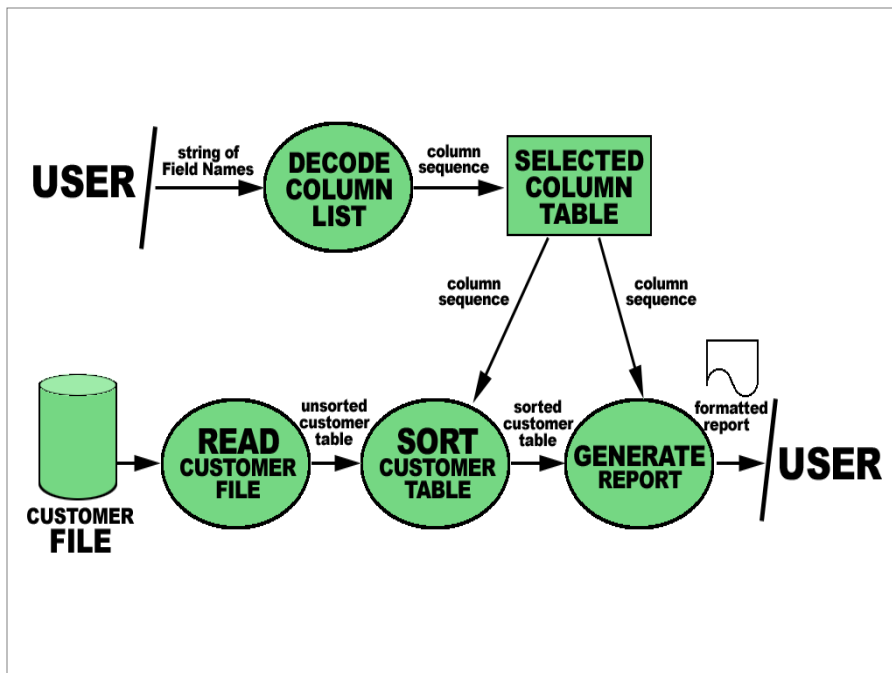 USER
string of
Field Names
DECODE
COLUMN
LIST
column
sequence
SELECTED
COLUMN
TABLE
column
sequence
column
sequence
CUSTOMER
FILE
READ
CUSTOMER
FILE
unsorted
customer
table
SORT
CUSTOMER
TABLE
sorted
customer
table
GENERATE
REPORT
formatted
report
USER